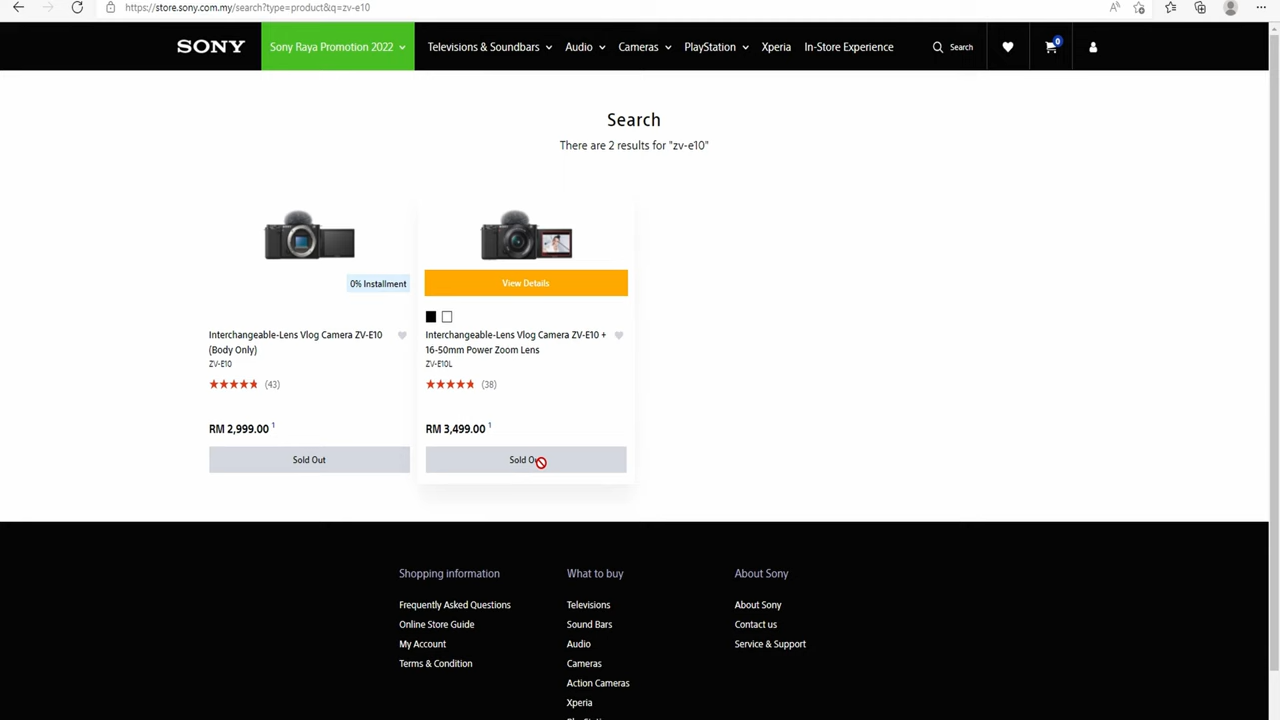 https://store.sony.com.my/search?type=product&q=zv-e10
SONY
Sony Raya Promotion 2022
Televisions & Soundbars
Audio
Cameras
PlayStation
Xperia
In-Store Experience
Search
0
Search
There are 2 results for "zv-e10"
0% Installment
View Details
Interchangeable-Lens Vlog Camera ZV-E10
(Body Only)
ZV-E10
(43)
RM 2,999.00 1
Sold Out
Interchangeable-Lens Vlog Camera ZV-E10 +
16-50mm Power Zoom Lens
ZV-E10L
(38)
RM 3,499.00 1
Sold
Shopping information
Frequently Asked Questions
Online Store Guide
My Account
Terms & Condition
What to buy
Televisions
Sound Bars
Audio
Cameras
Action Cameras
Xperia
About Sony
About Sony
Contact us
Service & Support